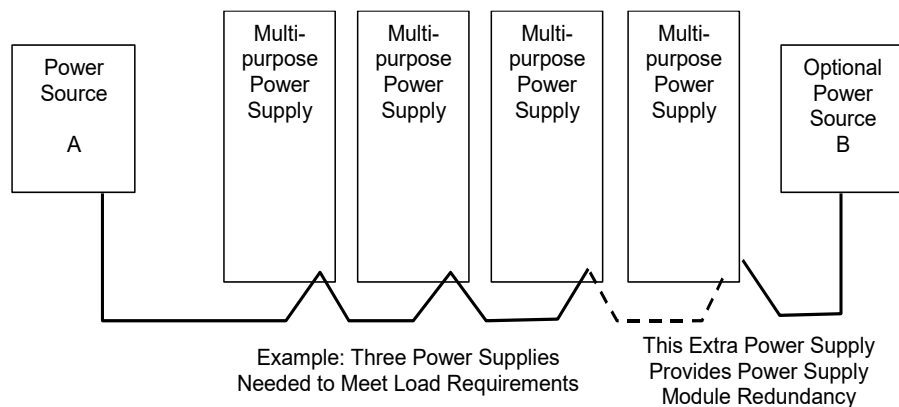 Power
Source
A
Multi-
purpose
Power
Supply
Multi-
purpose
Power
Supply
Multi-
purpose
Power
Supply
Multi-
purpose
Power
Supply
Optional
Power
Source
B
Example: Three Power Supplies
Needed to Meet Load Requirements
This Extra Power Supply
Provides Power Supply
Module Redundancy